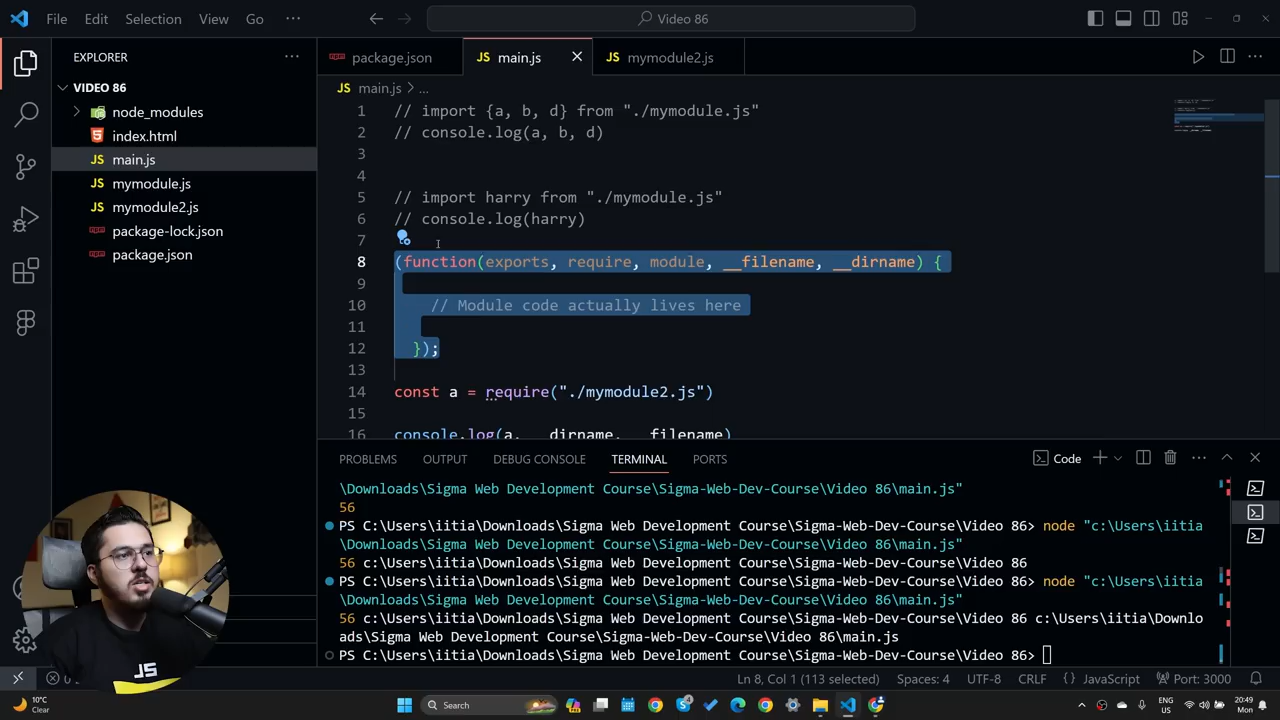 File Edit Selection View Go ··· Video 86
EXPLORER ···
VIDEO 86
node_modules
index.html
JS main.js
JS mymodule.js
JS mymodule2.js
package-lock.json
package.json
package.json JS main.js JS mymodule2.js
JS main.js > ...
1 // import {a, b, d} from "./mymodule.js"
2 // console.log(a, b, d)
3
4
5 // import harry from "./mymodule.js"
6 // console.log(harry)
7
8 (function(exports, require, module, __filename, __dirname) {
9
10 // Module code actually lives here
11
12 });
13
14 const a = require("./mymodule2.js")
15
16 console.log(a, __dirname, __filename)
PROBLEMS OUTPUT DEBUG CONSOLE TERMINAL PORTS Code
\Downloads\Sigma Web Development Course\Sigma-Web-Dev-Course\Video 86\main.js"
56
PS C:\Users\iitia\Downloads\Sigma Web Development Course\Sigma-Web-Dev-Course\Video 86> node "c:\Users\iitia
\Downloads\Sigma Web Development Course\Sigma-Web-Dev-Course\Video 86\main.js"
56 c:\Users\iitia\Downloads\Sigma Web Development Course\Sigma-Web-Dev-Course\Video 86
PS C:\Users\iitia\Downloads\Sigma Web Development Course\Sigma-Web-Dev-Course\Video 86> node "c:\Users\iitia
\Downloads\Sigma Web Development Course\Sigma-Web-Dev-Course\Video 86\main.js"
56 c:\Users\iitia\Downloads\Sigma Web Development Course\Sigma-Web-Dev-Course\Video 86 c:\Users\iitia\Downlo
ads\Sigma Web Development Course\Sigma-Web-Dev-Course\Video 86\main.js
PS C:\Users\iitia\Downloads\Sigma Web Development Course\Sigma-Web-Dev-Course\Video 86>
JS
Ln 8, Col 1 (113 selected) Spaces: 4 UTF-8 CRLF {} JavaScript Port: 3000
10°C
Clear
Search
ENG
US
20:49
Mon